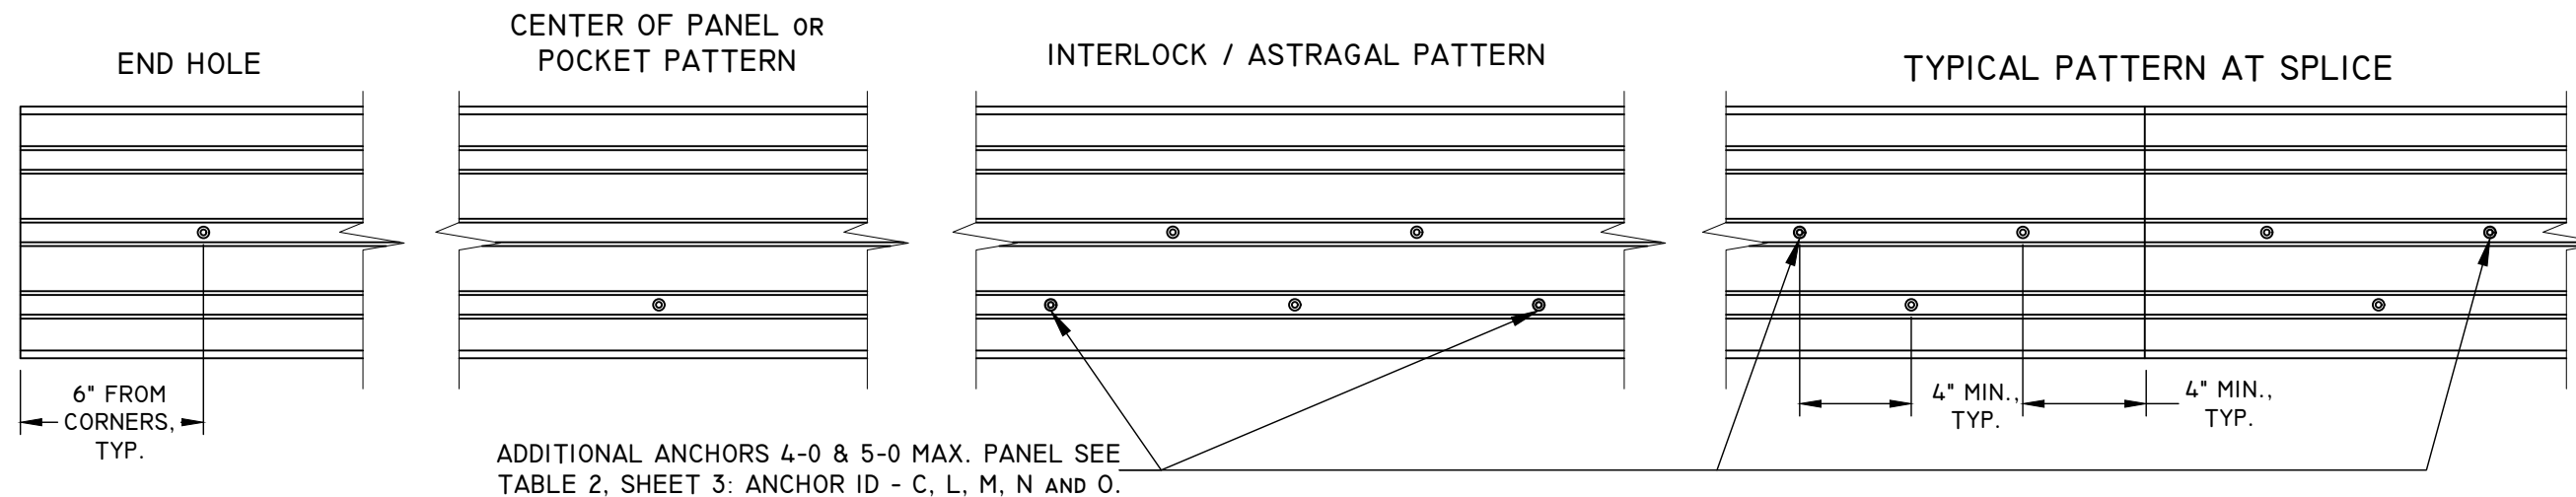 END HOLE
CENTER OF PANEL OR
POCKET PATTERN
INTERLOCK / ASTRAGAL PATTERN
TYPICAL PATTERN AT SPLICE
6" FROM
CORNERS,
TYP.
4" MIN.,
TYP.
4" MIN.,
TYP.
ADDITIONAL ANCHORS 4-0 & 5-0 MAX. PANEL SEE
TABLE 2, SHEET 3: ANCHOR ID - C, L, M, N AND O.